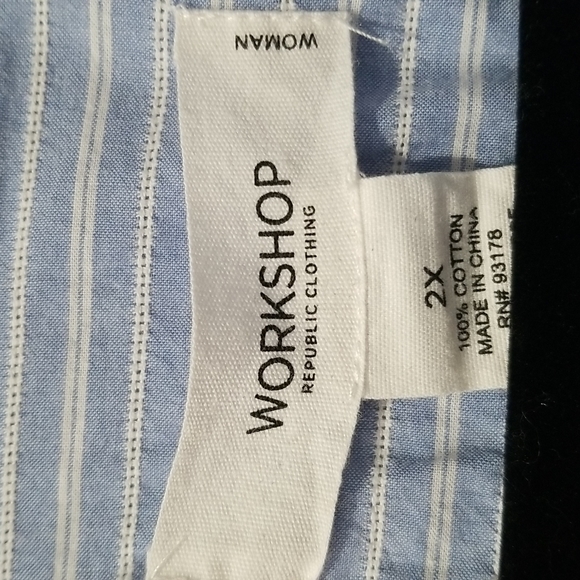 WOMAN
WORKSHOP
REPUBLIC CLOTHING
2X
100% COTTON
MADE IN CHINA
RN# 93178